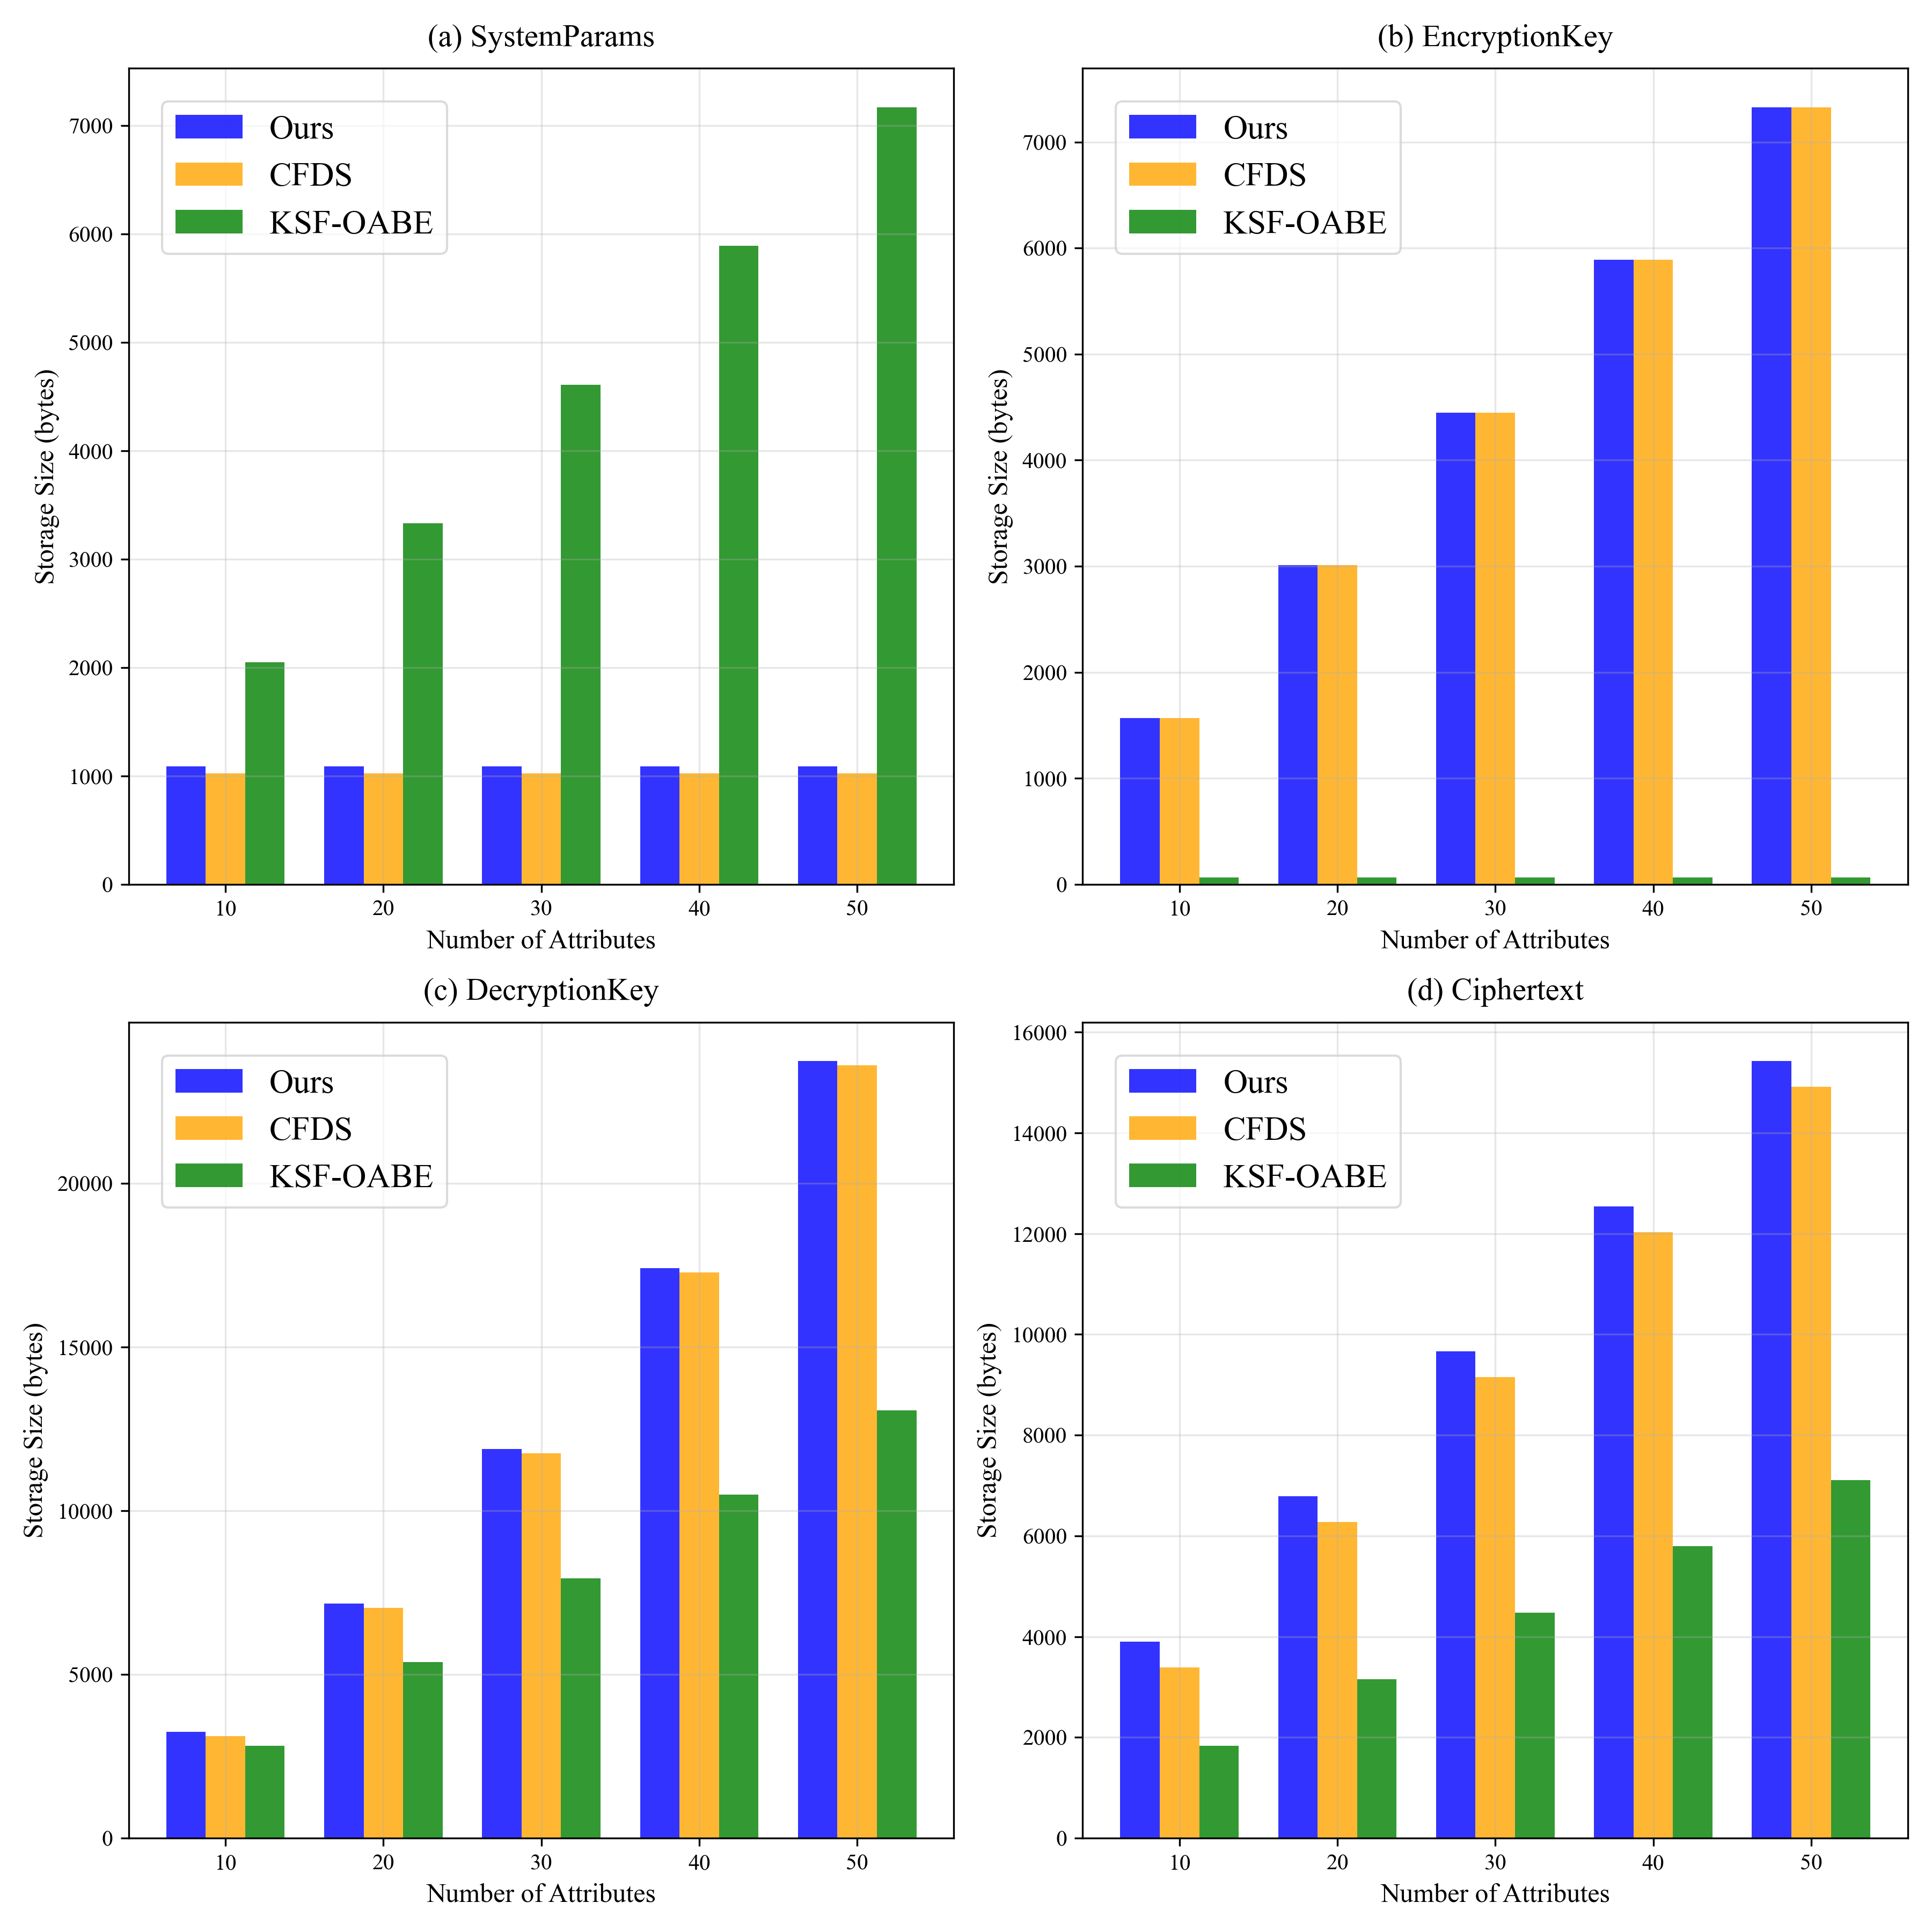 (a) SystemParams
Storage Size (bytes)
7000
6000
5000
4000
3000
2000
1000
0
Ours
CFDS
KSF-OABE
10 20 30 40 50
Number of Attributes
(b) EncryptionKey
Storage Size (bytes)
7000
6000
5000
4000
3000
2000
1000
0
Ours
CFDS
KSF-OABE
10 20 30 40 50
Number of Attributes
(c) DecryptionKey
Storage Size (bytes)
20000
15000
10000
5000
0
Ours
CFDS
KSF-OABE
10 20 30 40 50
Number of Attributes
(d) Ciphertext
Storage Size (bytes)
16000
14000
12000
10000
8000
6000
4000
2000
0
Ours
CFDS
KSF-OABE
10 20 30 40 50
Number of Attributes